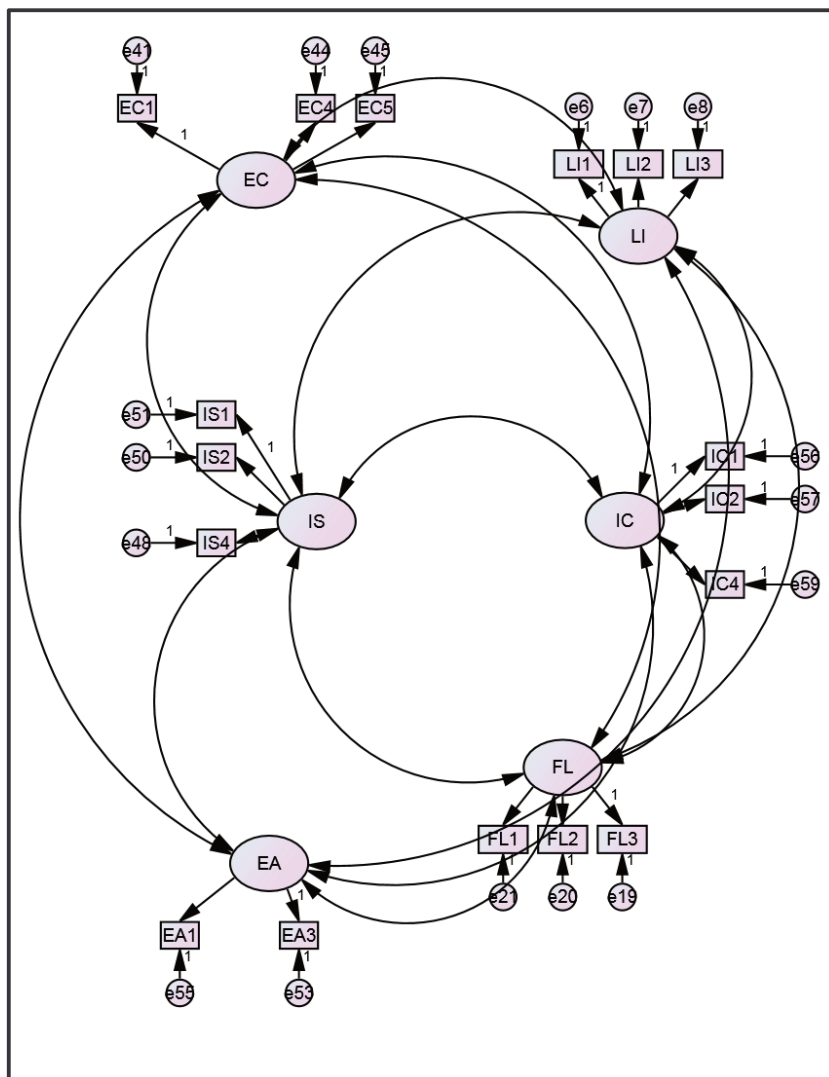 e41
e44
e45
1
1
1
EC1
EC4
EC5
1
EC
e6
e7
e8
1
1
1
LI1
LI2
LI3
1
LI
e51
1
IS1
1
e50
1
IS2
IS
e48
1
IS4
IC
IC1
1
e56
1
IC2
1
e57
IC4
1
e59
FL
1
FL1
FL2
FL3
1
1
1
e21
e20
e19
EA
1
EA1
EA3
1
1
e55
e53